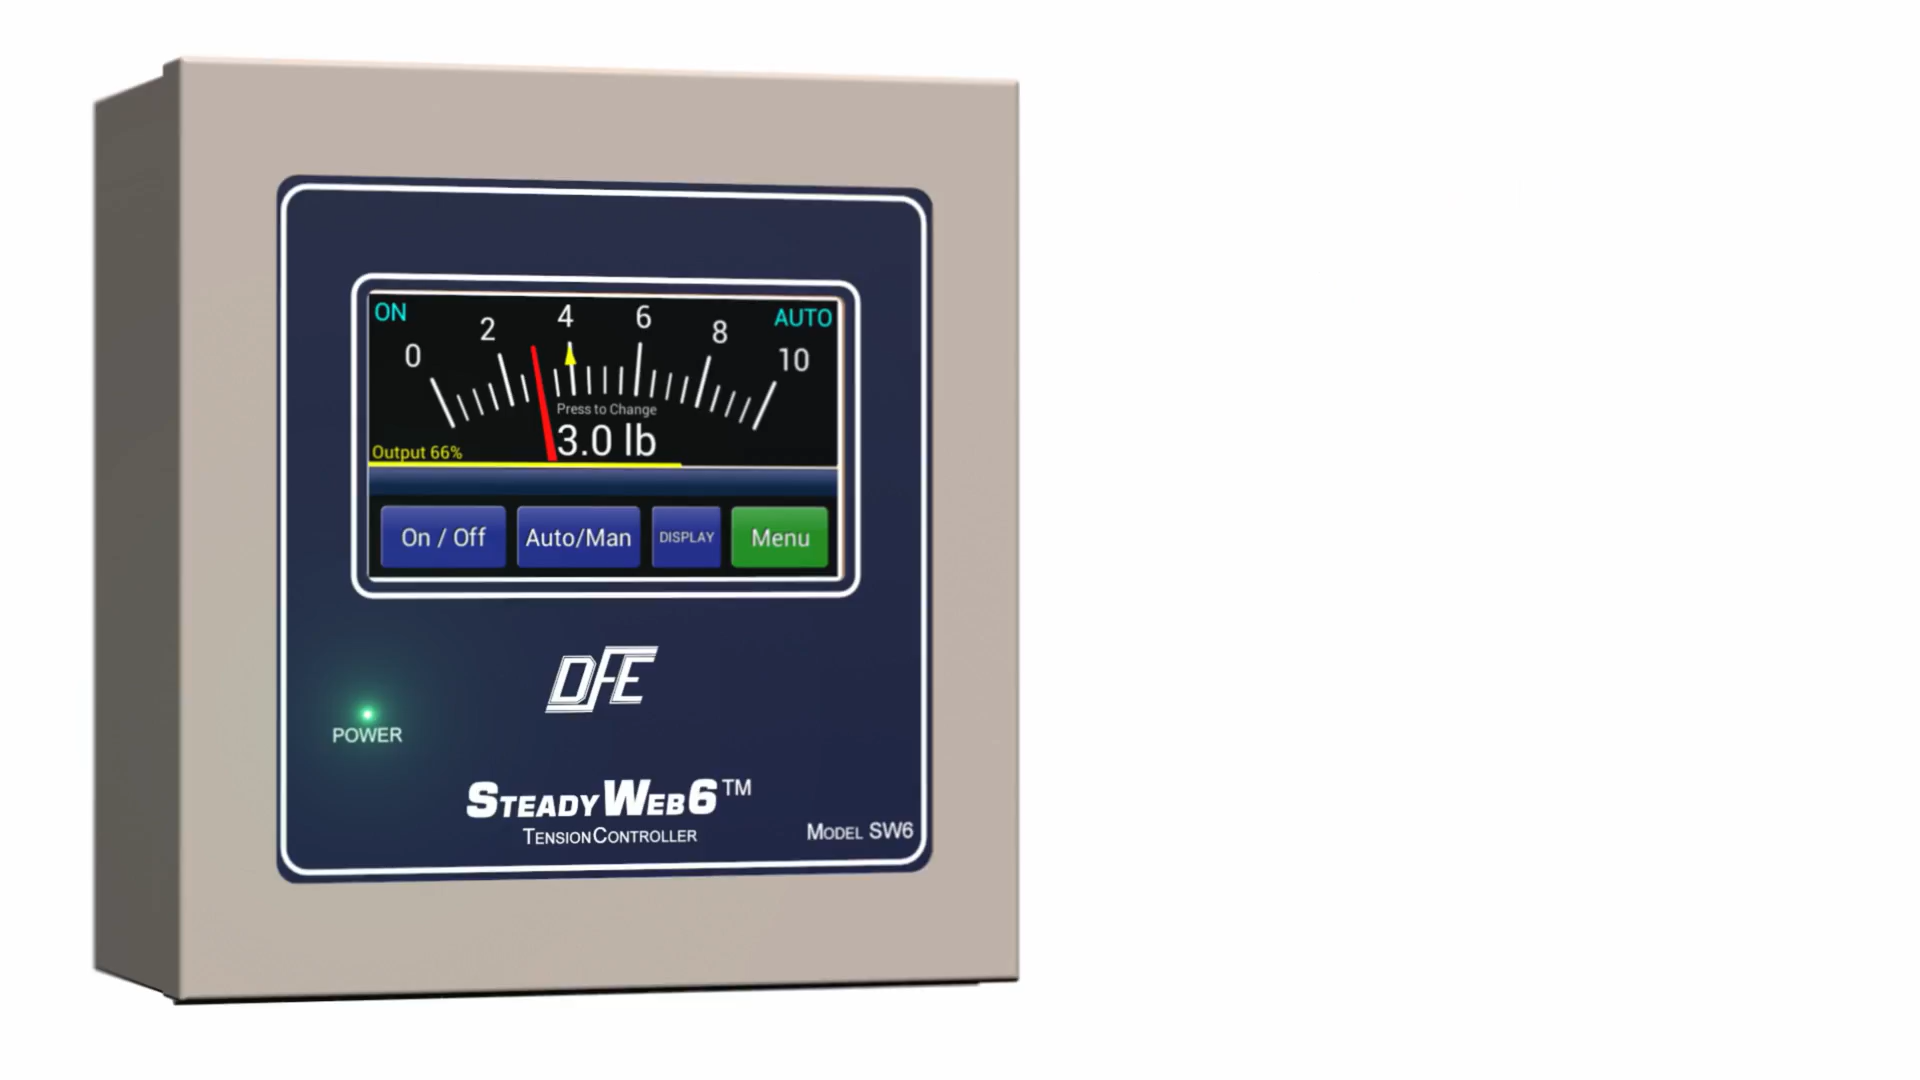 ON
AUTO
0 2 4 6 8 10
Press to Change
3.0 lb
Output 66%
On / Off
Auto/Man
DISPLAY
Menu
DFE
POWER
STEADYWEB6™
TENSIONCONTROLLER
MODEL SW6